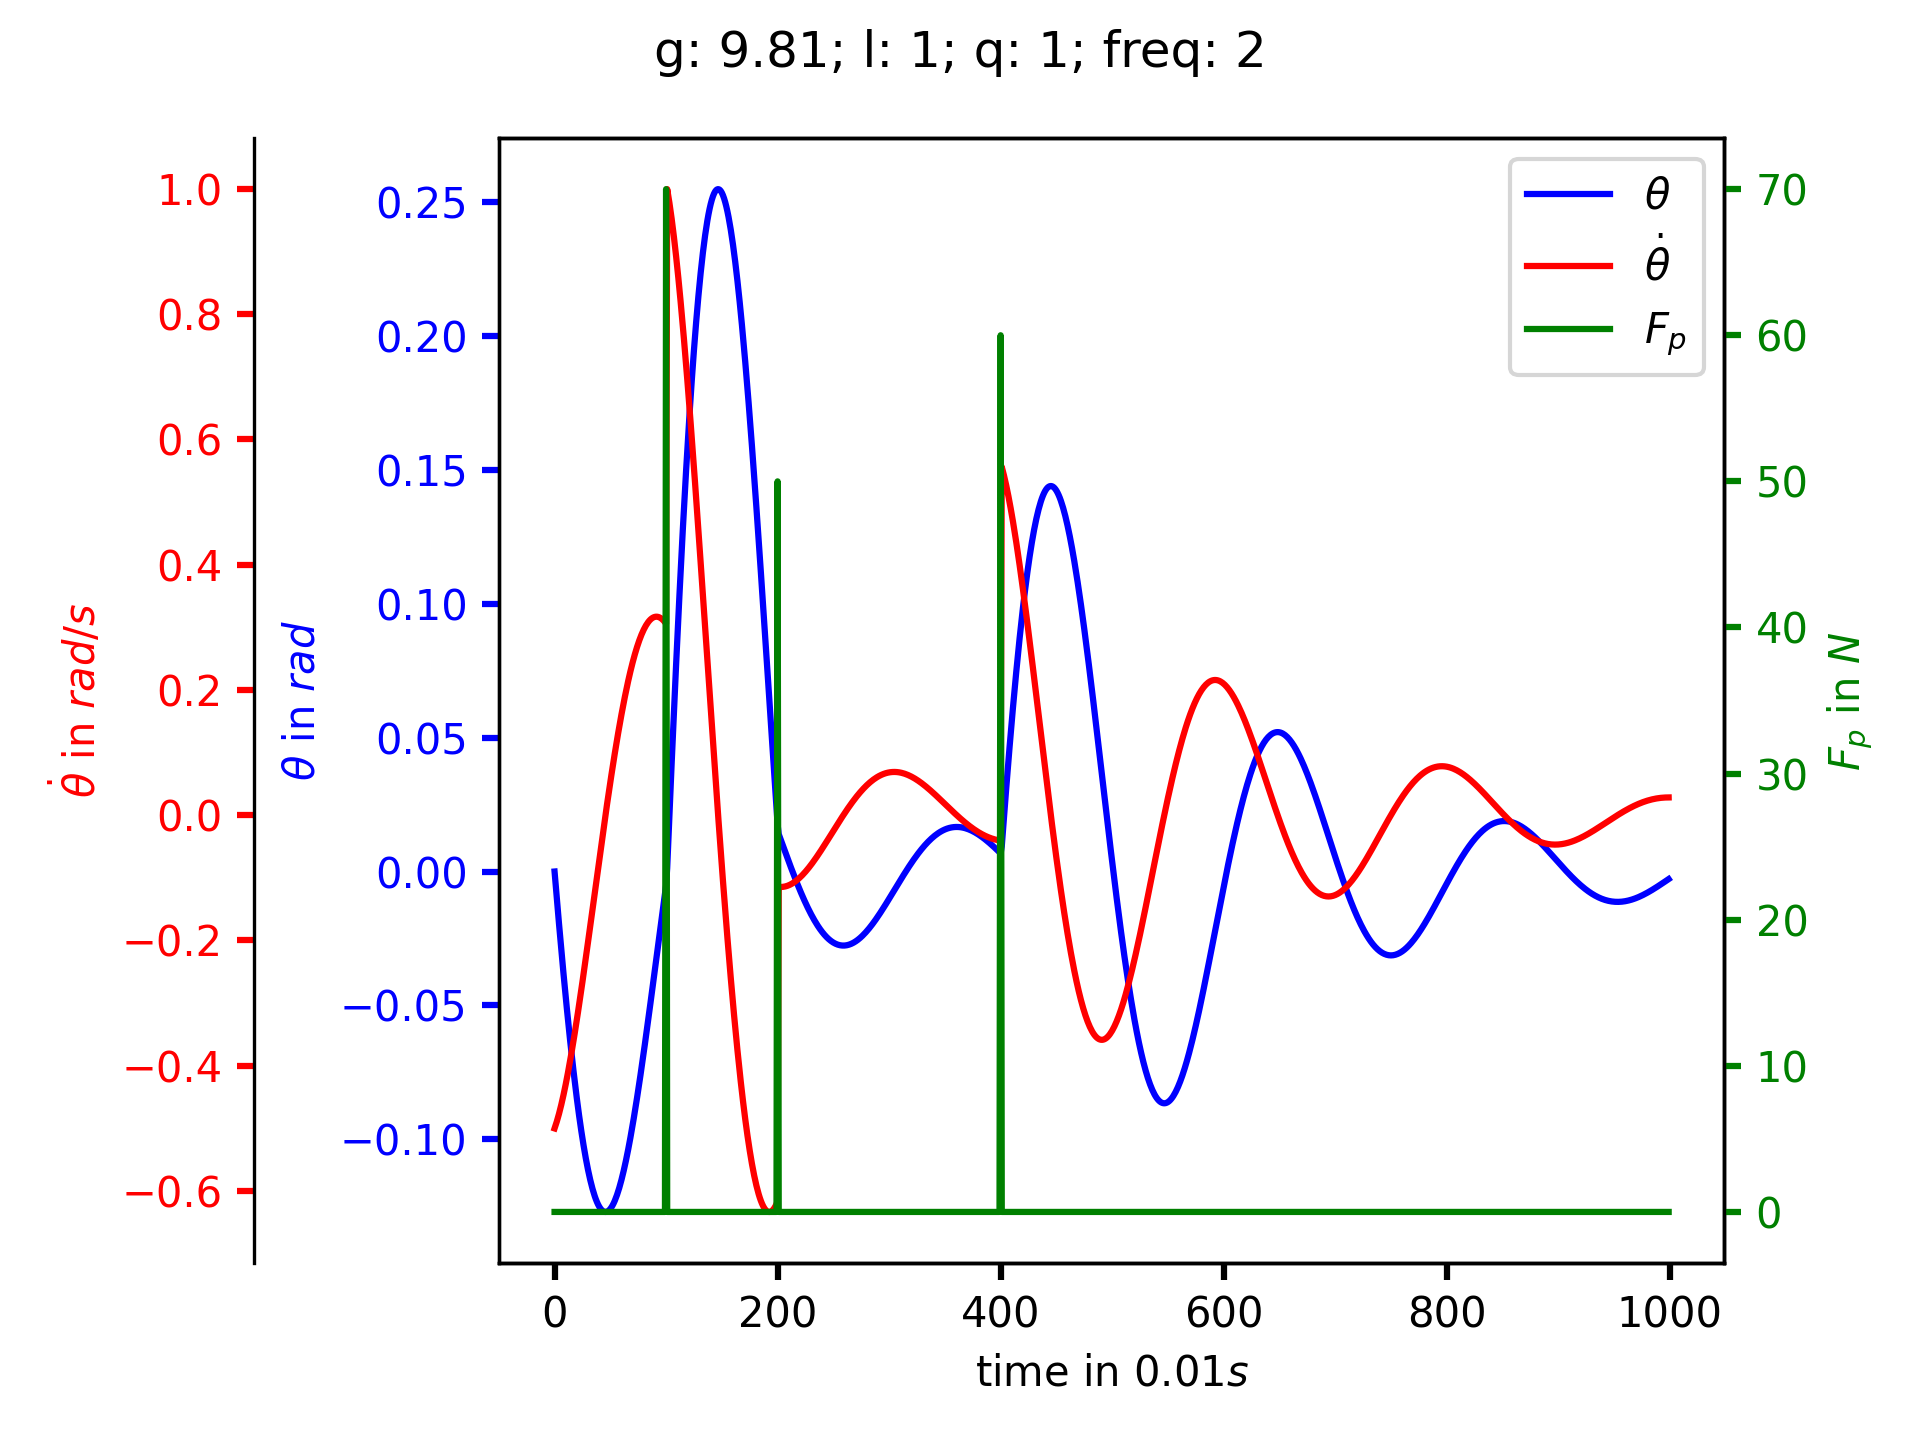 g: 9.81; l: 1; q: 1; freq: 2
θ̇ in rad/s
1.0
0.8
0.6
0.4
0.2
0.0
−0.2
−0.4
−0.6
θ in rad
0.25
0.20
0.15
0.10
0.05
0.00
−0.05
−0.10
θ
θ̇
Fₚ
70
60
50
40
30
20
10
0
Fₚ in N
0 200 400 600 800 1000
time in 0.01s